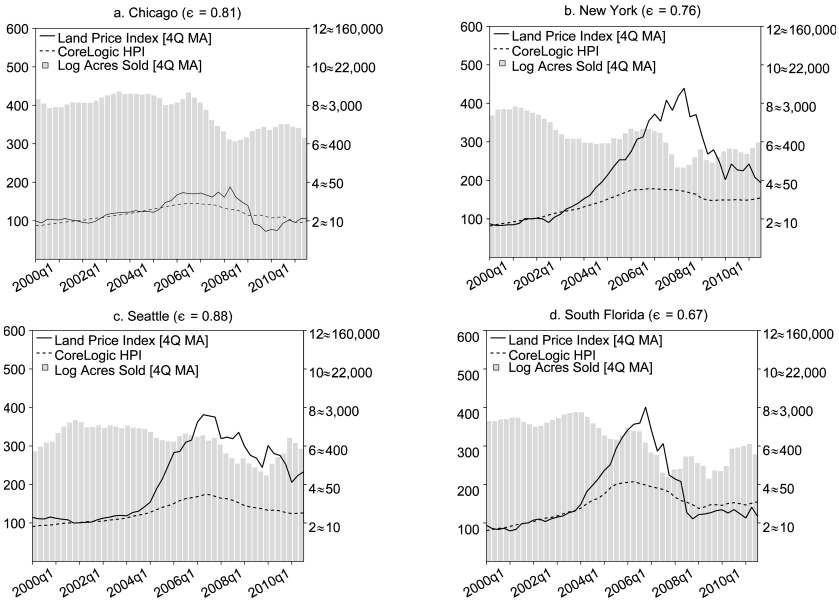 a. Chicago (ϵ = 0.81)
600
500
400
300
200
100
Land Price Index [4Q MA]
CoreLogic HPI
Log Acres Sold [4Q MA]
12≈160,000
10≈22,000
8≈3,000
6≈400
4≈50
2≈10
2000q1 2002q1 2004q1 2006q1 2008q1 2010q1
b. New York (ϵ = 0.76)
600
500
400
300
200
100
Land Price Index [4Q MA]
CoreLogic HPI
Log Acres Sold [4Q MA]
12≈160,000
10≈22,000
8≈3,000
6≈400
4≈50
2≈10
2000q1 2002q1 2004q1 2006q1 2008q1 2010q1
c. Seattle (ϵ = 0.88)
600
500
400
300
200
100
Land Price Index [4Q MA]
CoreLogic HPI
Log Acres Sold [4Q MA]
12≈160,000
10≈22,000
8≈3,000
6≈400
4≈50
2≈10
2000q1 2002q1 2004q1 2006q1 2008q1 2010q1
d. South Florida (ϵ = 0.67)
600
500
400
300
200
100
Land Price Index [4Q MA]
CoreLogic HPI
Log Acres Sold [4Q MA]
12≈160,000
10≈22,000
8≈3,000
6≈400
4≈50
2≈10
2000q1 2002q1 2004q1 2006q1 2008q1 2010q1